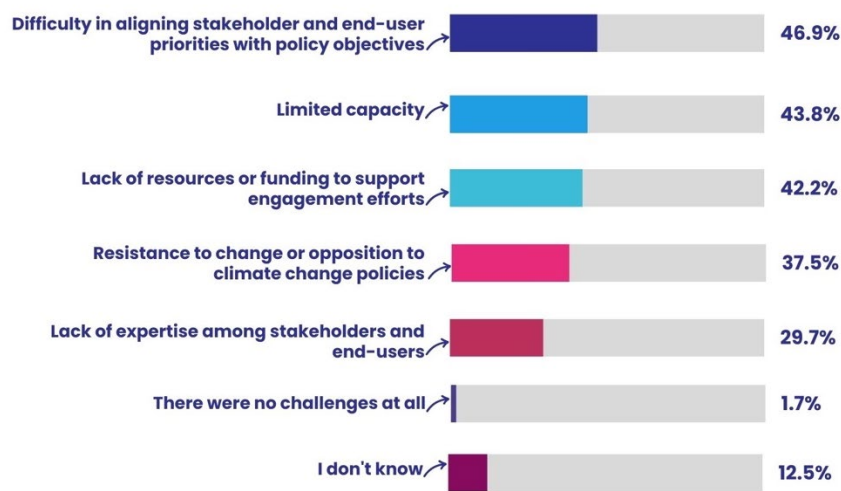 Difficulty in aligning stakeholder and end-user
priorities with policy objectives
46.9%
Limited capacity
43.8%
Lack of resources or funding to support
engagement efforts
42.2%
Resistance to change or opposition to
climate change policies
37.5%
Lack of expertise among stakeholders and
end-users
29.7%
There were no challenges at all
1.7%
I don't know
12.5%